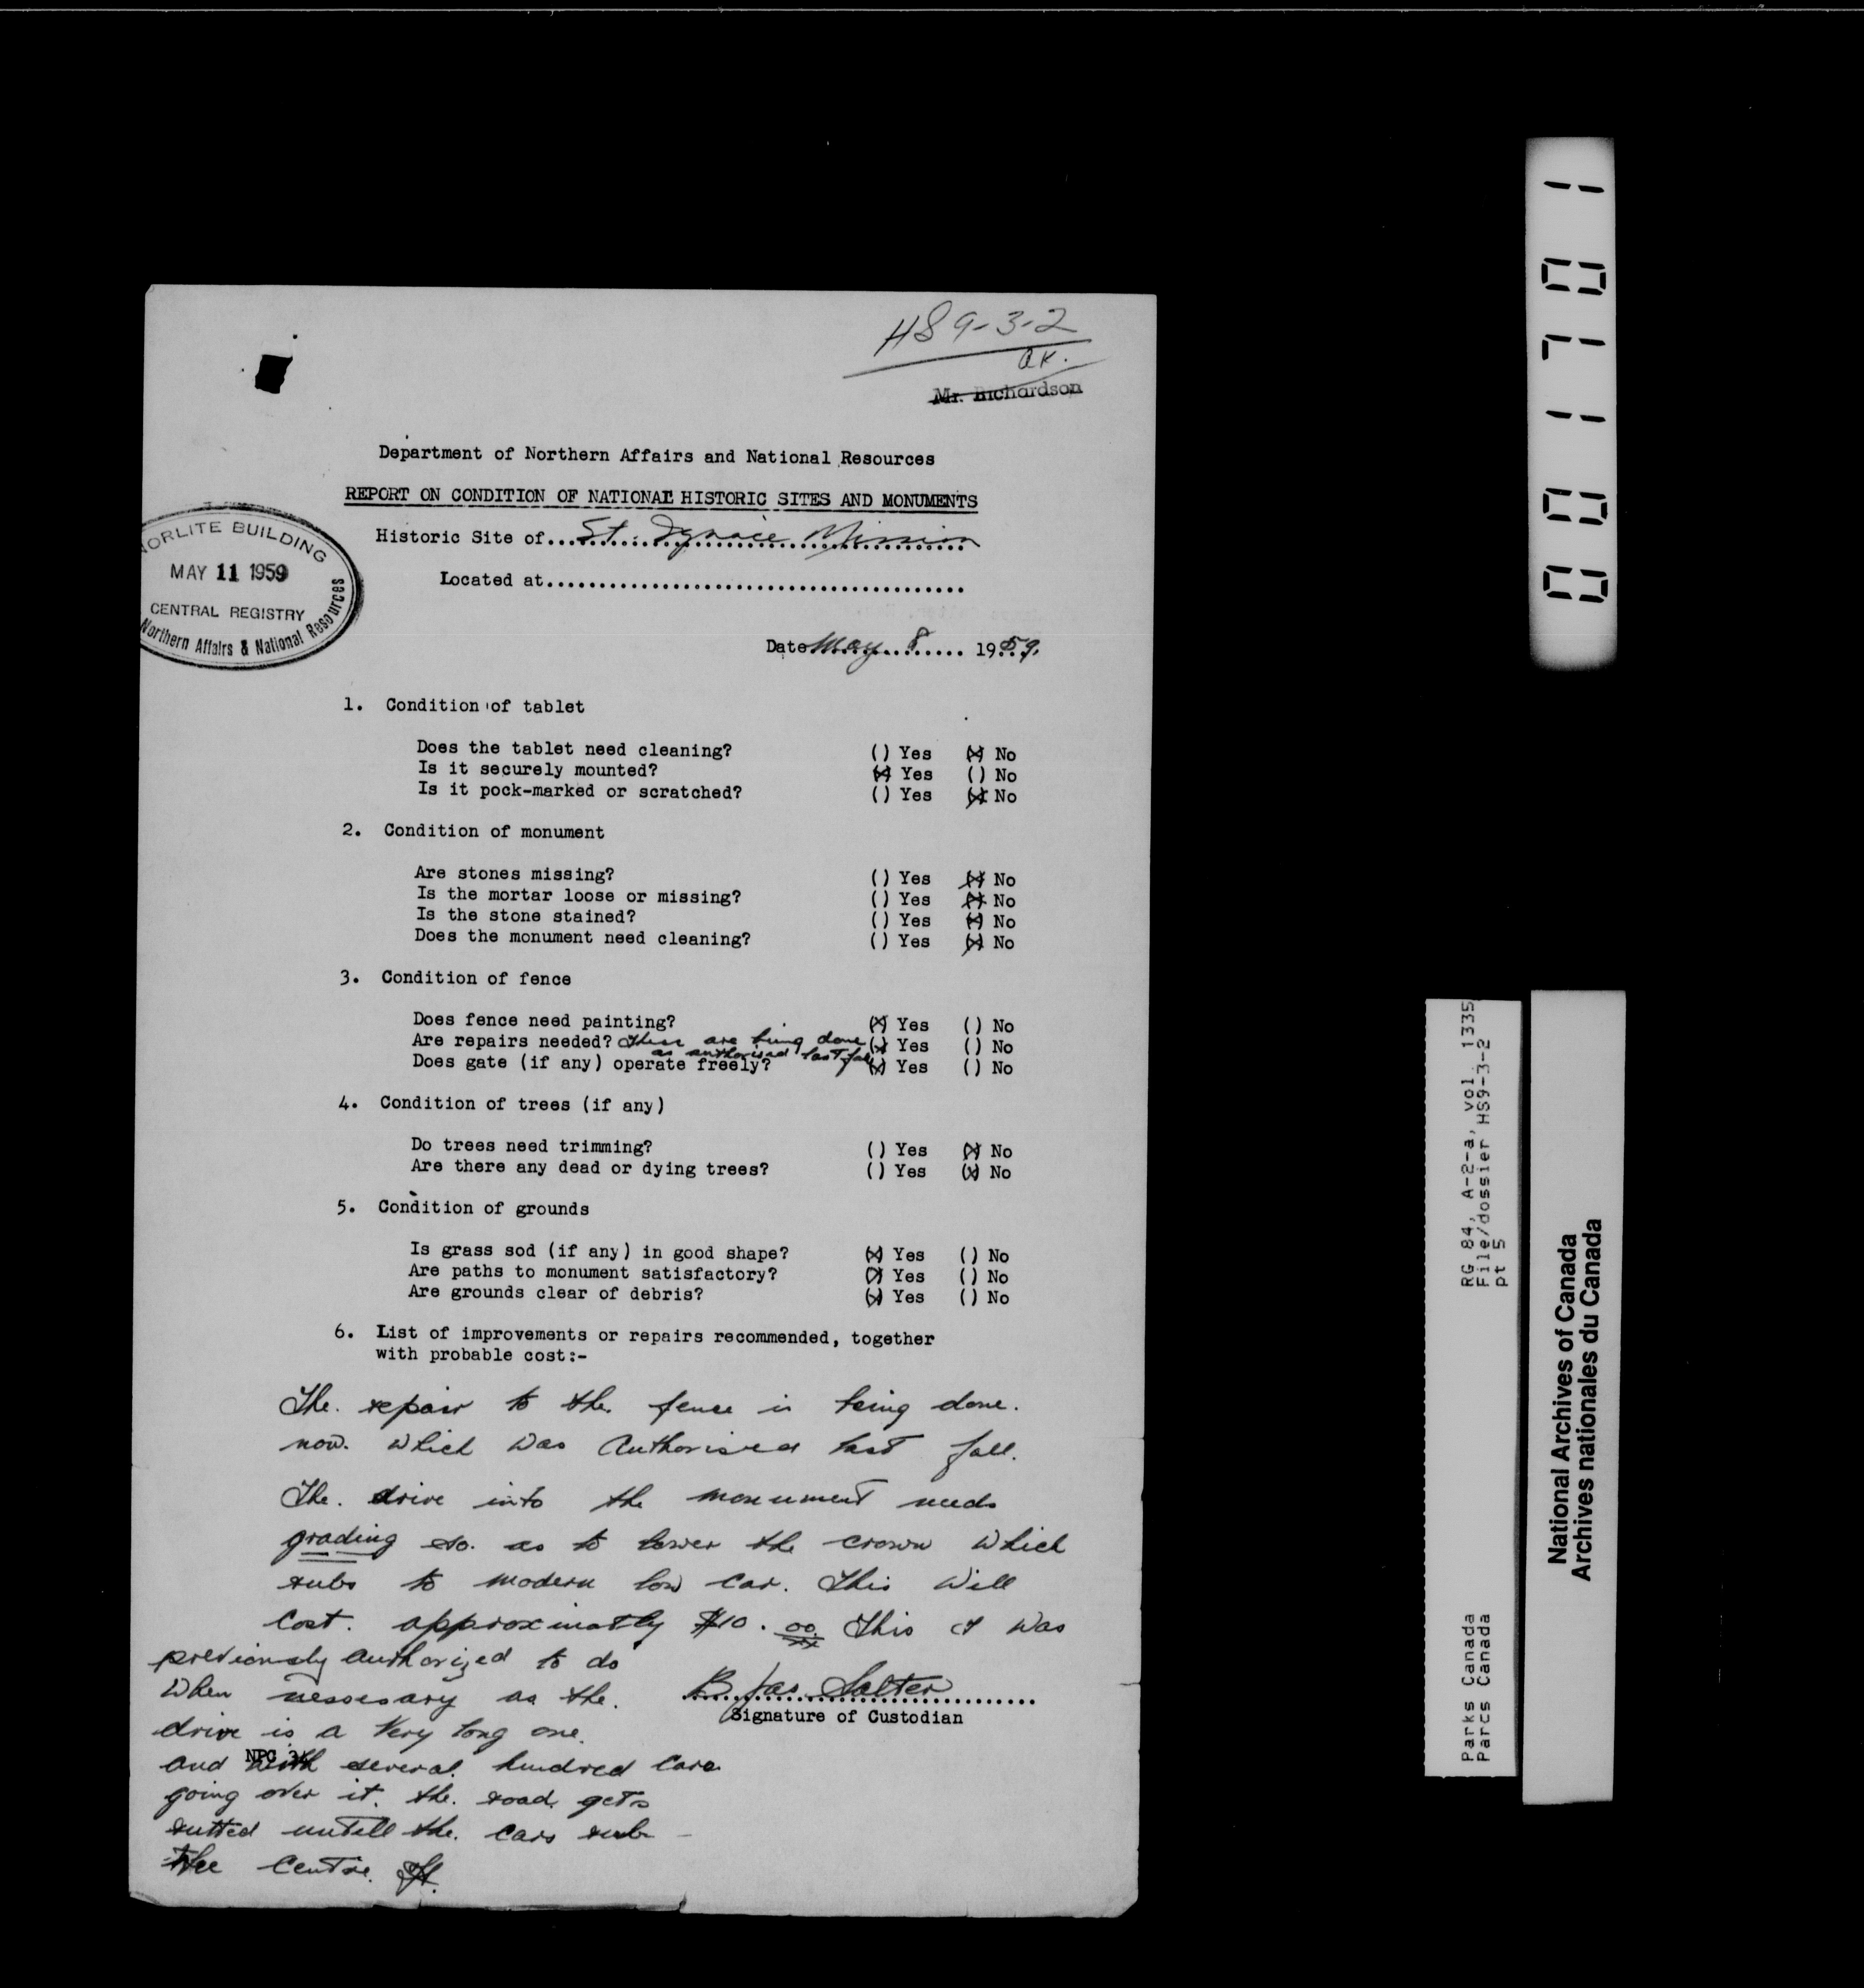 HS9-3-2
Mr. Richardson
Department of Northern Affairs and National Resources
REPORT ON CONDITION OF NATIONAL HISTORIC SITES AND MONUMENTS
Historic Site of... St. Ignace Mission
Located at........................................
NORLITE BUILDING
MAY 11 1959
CENTRAL REGISTRY
Northern Affairs & National Resources
Date May 8 1959.
1. Condition of tablet
Does the tablet need cleaning? ( ) Yes (x) No
Is it securely mounted? (x) Yes ( ) No
Is it pock-marked or scratched? ( ) Yes (x) No
2. Condition of monument
Are stones missing? ( ) Yes (x) No
Is the mortar loose or missing? ( ) Yes (x) No
Is the stone stained? ( ) Yes (x) No
Does the monument need cleaning? ( ) Yes (x) No
3. Condition of fence
Does fence need painting? (x) Yes ( ) No
Are repairs needed? These are being done (x) Yes ( ) No
as authorised last fall
Does gate (if any) operate freely? (x) Yes ( ) No
4. Condition of trees (if any)
Do trees need trimming? ( ) Yes (x) No
Are there any dead or dying trees? ( ) Yes (x) No
5. Condition of grounds
Is grass sod (if any) in good shape? (x) Yes ( ) No
Are paths to monument satisfactory? (x) Yes ( ) No
Are grounds clear of debris? (x) Yes ( ) No
6. List of improvements or repairs recommended, together
with probable cost:-
The. repair to the fence is being done.
now. which was Authorised last fall.
The. drive into the monument needs
grading so. as to lower the crown which
rubs to modern low car. This will
cost. approximatly $10.00 This I was
previously authorized to do
when nessesary as the.
drive is a very long one.
and with several hundred cars
going over it. the. road gets
rutted untill the. cars rub
the centre.
B Jas. Salter
Signature of Custodian
NPC 34
000 1701
RG 84, A-2-a, vol. 1335
File/dossier HS9-3-2
pt 5
Parks Canada
Parcs Canada
National Archives of Canada
Archives nationales du Canada